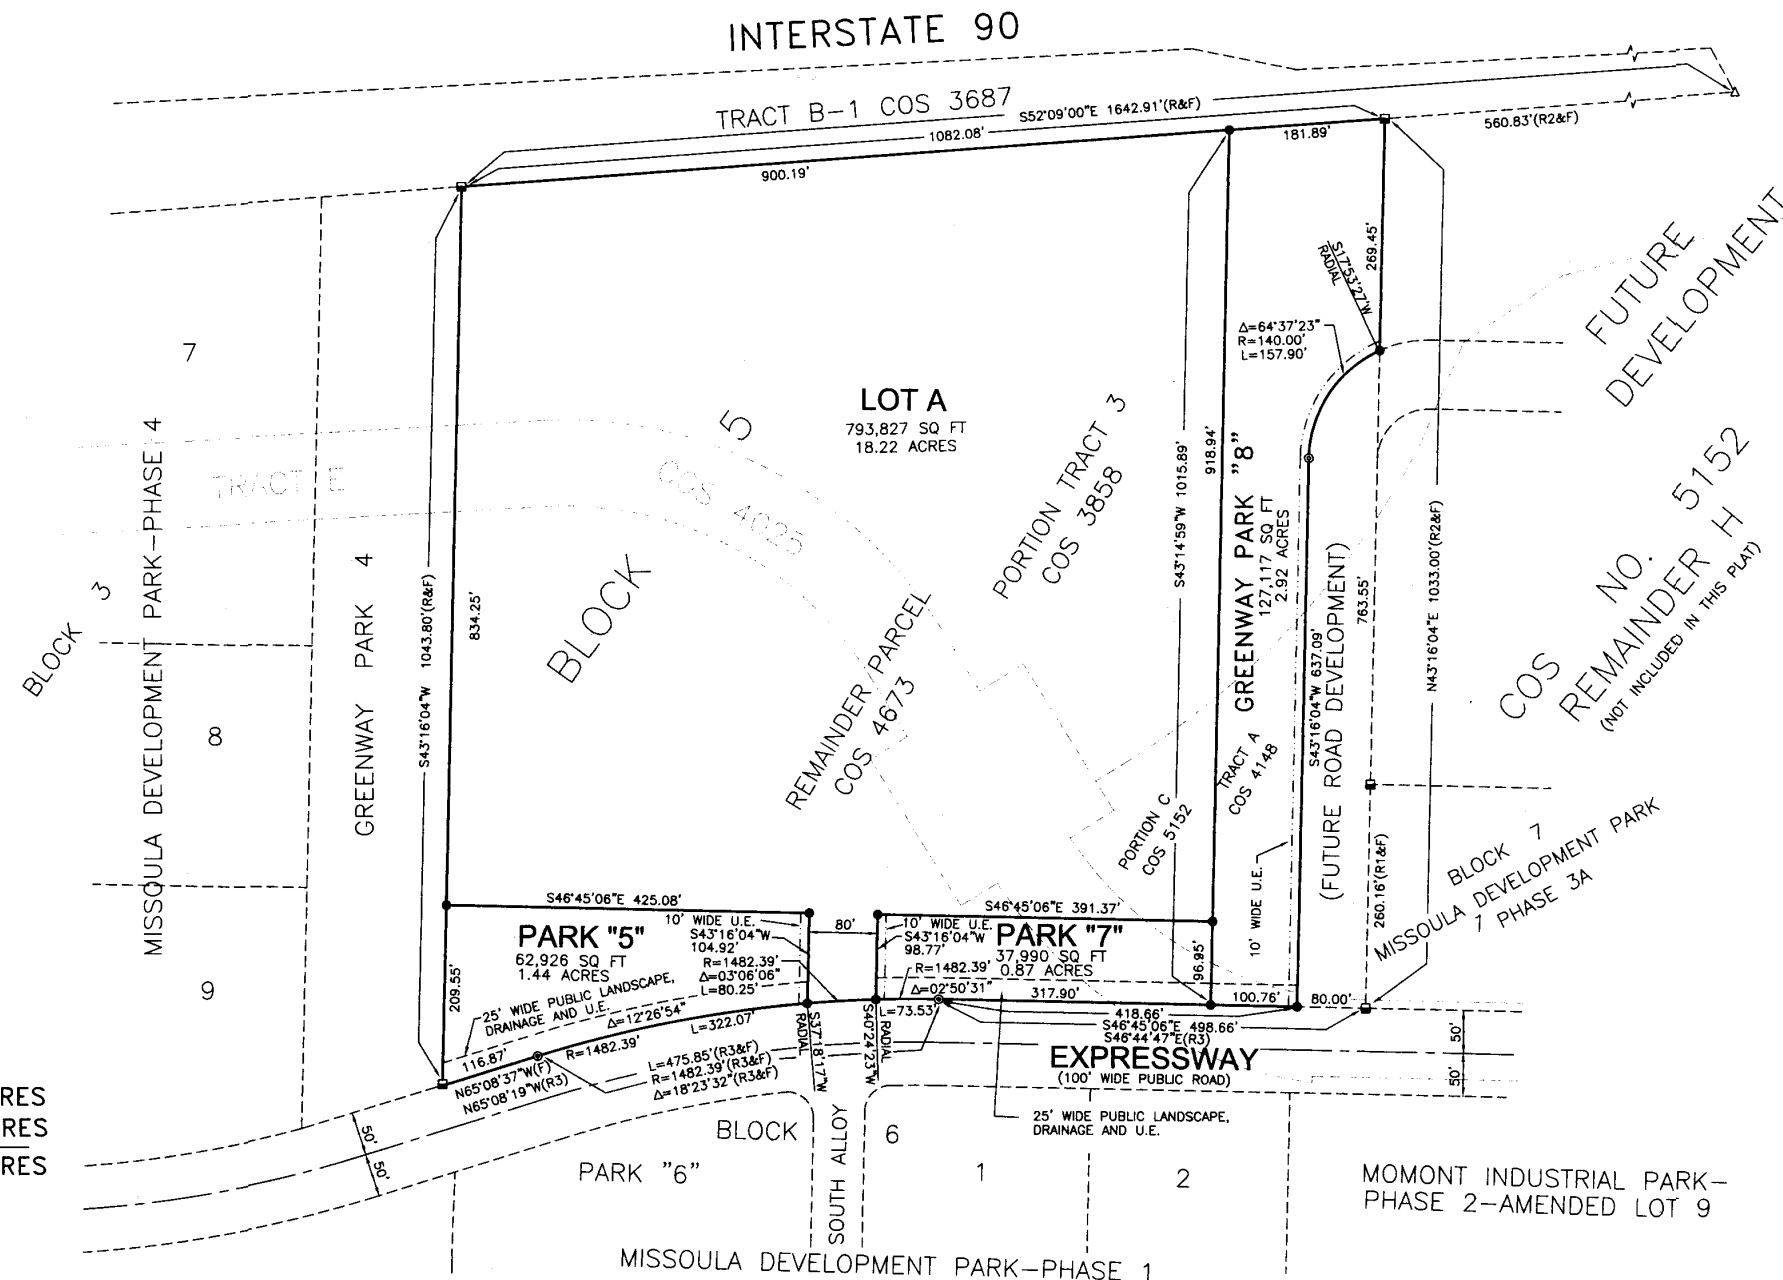 INTERSTATE 90
TRACT B-1 COS 3687
S52°09'00"E 1642.91'(R&F)
1082.08'
181.89'
560.83'(R2&F)
900.19'
S17°53'27"W
RADIAL
269.45'
FUTURE
DEVELOPMENT
Δ=64°37'23"
R=140.00'
L=157.90'
7
LOT A
793,827 SQ FT
18.22 ACRES
5
TRACT E
COS 4025
PORTION TRACT 3
COS 3858
S43°14'59"W 1015.89'
918.94'
GREENWAY PARK "8"
127,117 SQ FT
2.92 ACRES
MISSOULA DEVELOPMENT PARK-PHASE 4
BLOCK 3
GREENWAY PARK 4
S43°16'04"W 1043.80'(R&F)
834.25'
BLOCK
REMAINDER PARCEL
COS 4673
S43°16'04"W 637.09'
(FUTURE ROAD DEVELOPMENT)
763.55'
N43°16'04"E 1033.00'(R2&F)
COS NO. 5152
REMAINDER H
(NOT INCLUDED IN THIS PLAT)
8
TRACT A
COS 4148
PORTION C
COS 5152
10' WIDE U.E.
260.16'(R1&F)
BLOCK 7
MISSOULA DEVELOPMENT PARK
PHASE 3A
1
S46°45'06"E 425.08'
S46°45'06"E 391.37'
10' WIDE U.E.
S43°16'04"W
104.92'
80'
10' WIDE U.E.
S43°16'04"W
98.77'
PARK "5"
62,926 SQ FT
1.44 ACRES
PARK "7"
37,990 SQ FT
0.87 ACRES
R=1482.39'
Δ=03°06'06"
L=80.25'
R=1482.39'
Δ=02°50'31"
L=73.53'
96.95'
9
209.55'
25' WIDE PUBLIC LANDSCAPE,
DRAINAGE AND U.E.
Δ=12°26'54"
L=322.07'
R=1482.39'
116.87'
317.90'
100.76'
80.00'
418.66'
S46°45'06"E 498.66'
S46°44'47"E(R3)
S37°18'17"W
RADIAL
S40°24'23"W
RADIAL
N65°08'37"W(F)
N65°08'19"W(R3)
L=475.85'(R3&F)
R=1482.39'(R3&F)
Δ=18°23'32"(R3&F)
EXPRESSWAY
(100' WIDE PUBLIC ROAD)
50'
50'
RES
RES
RES
50'
50'
BLOCK 6
25' WIDE PUBLIC LANDSCAPE,
DRAINAGE AND U.E.
PARK "6"
SOUTH ALLOY
1
2
MOMONT INDUSTRIAL PARK-
PHASE 2-AMENDED LOT 9
MISSOULA DEVELOPMENT PARK-PHASE 1